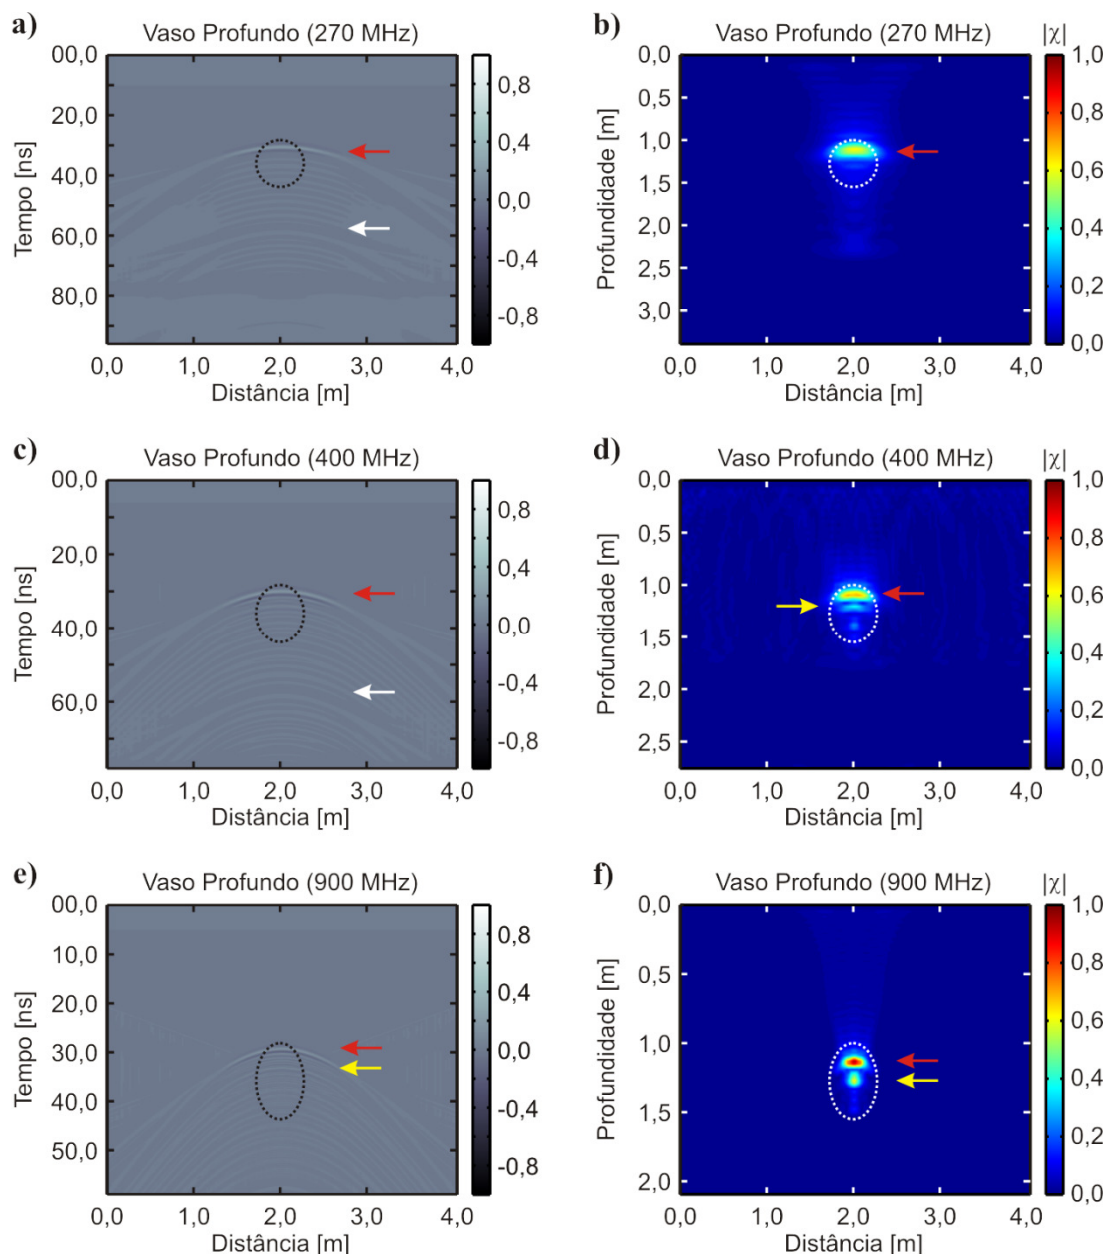 a)
Vaso Profundo (270 MHz)
00,0
20,0
40,0
60,0
80,0
Tempo [ns]
0,0 1,0 2,0 3,0 4,0
Distância [m]
0,8
0,4
0,0
-0,4
-0,8
b)
Vaso Profundo (270 MHz)
|χ|
0,0
0,5
1,0
1,5
2,0
2,5
3,0
Profundidade [m]
0,0 1,0 2,0 3,0 4,0
Distância [m]
1,0
0,8
0,6
0,4
0,2
0,0
c)
Vaso Profundo (400 MHz)
00,0
20,0
40,0
60,0
Tempo [ns]
0,0 1,0 2,0 3,0 4,0
Distância [m]
0,8
0,4
0,0
-0,4
-0,8
d)
Vaso Profundo (400 MHz)
|χ|
0,0
0,5
1,0
1,5
2,0
2,5
Profundidade [m]
0,0 1,0 2,0 3,0 4,0
Distância [m]
1,0
0,8
0,6
0,4
0,2
0,0
e)
Vaso Profundo (900 MHz)
00,0
10,0
20,0
30,0
40,0
50,0
Tempo [ns]
0,0 1,0 2,0 3,0 4,0
Distância [m]
0,8
0,4
0,0
-0,4
-0,8
f)
Vaso Profundo (900 MHz)
|χ|
0,0
0,5
1,0
1,5
2,0
Profundidade [m]
0,0 1,0 2,0 3,0 4,0
Distância [m]
1,0
0,8
0,6
0,4
0,2
0,0